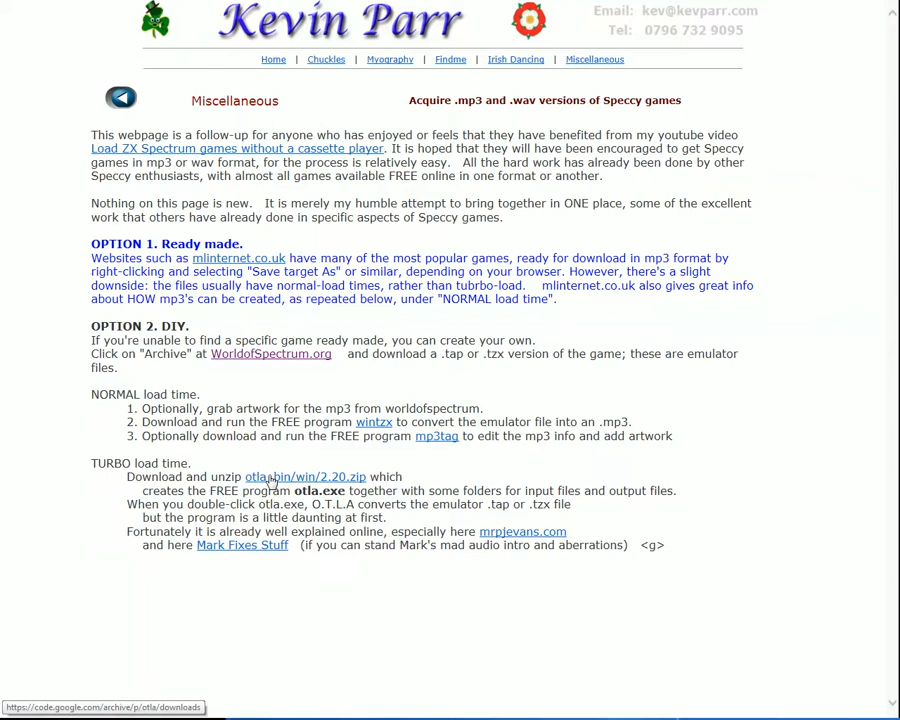 Kevin Parr
Email: kev@kevparr.com
Tel: 0796 732 9095
Home | Chuckles | Myography | Findme | Irish Dancing | Miscellaneous
Miscellaneous
Acquire .mp3 and .wav versions of Speccy games
This webpage is a follow-up for anyone who has enjoyed or feels that they have benefited from my youtube video
Load ZX Spectrum games without a cassette player. It is hoped that they will have been encouraged to get Speccy
games in mp3 or wav format, for the process is relatively easy. All the hard work has already been done by other
Speccy enthusiasts, with almost all games available FREE online in one format or another.
Nothing on this page is new. It is merely my humble attempt to bring together in ONE place, some of the excellent
work that others have already done in specific aspects of Speccy games.
OPTION 1. Ready made.
Websites such as mlinternet.co.uk have many of the most popular games, ready for download in mp3 format by
right-clicking and selecting "Save target As" or similar, depending on your browser. However, there's a slight
downside: the files usually have normal-load times, rather than tubrbo-load. mlinternet.co.uk also gives great info
about HOW mp3's can be created, as repeated below, under "NORMAL load time".
OPTION 2. DIY.
If you're unable to find a specific game ready made, you can create your own.
Click on "Archive" at WorldofSpectrum.org and download a .tap or .tzx version of the game; these are emulator
files.
NORMAL load time.
1. Optionally, grab artwork for the mp3 from worldofspectrum.
2. Download and run the FREE program wintzx to convert the emulator file into an .mp3.
3. Optionally download and run the FREE program mp3tag to edit the mp3 info and add artwork
TURBO load time.
Download and unzip otla-bin/win/2.20.zip which
creates the FREE program otla.exe together with some folders for input files and output files.
When you double-click otla.exe, O.T.L.A converts the emulator .tap or .tzx file
but the program is a little daunting at first.
Fortunately it is already well explained online, especially here mrpjevans.com
and here Mark Fixes Stuff (if you can stand Mark's mad audio intro and aberrations) <g>
https://code.google.com/archive/p/otla/downloads